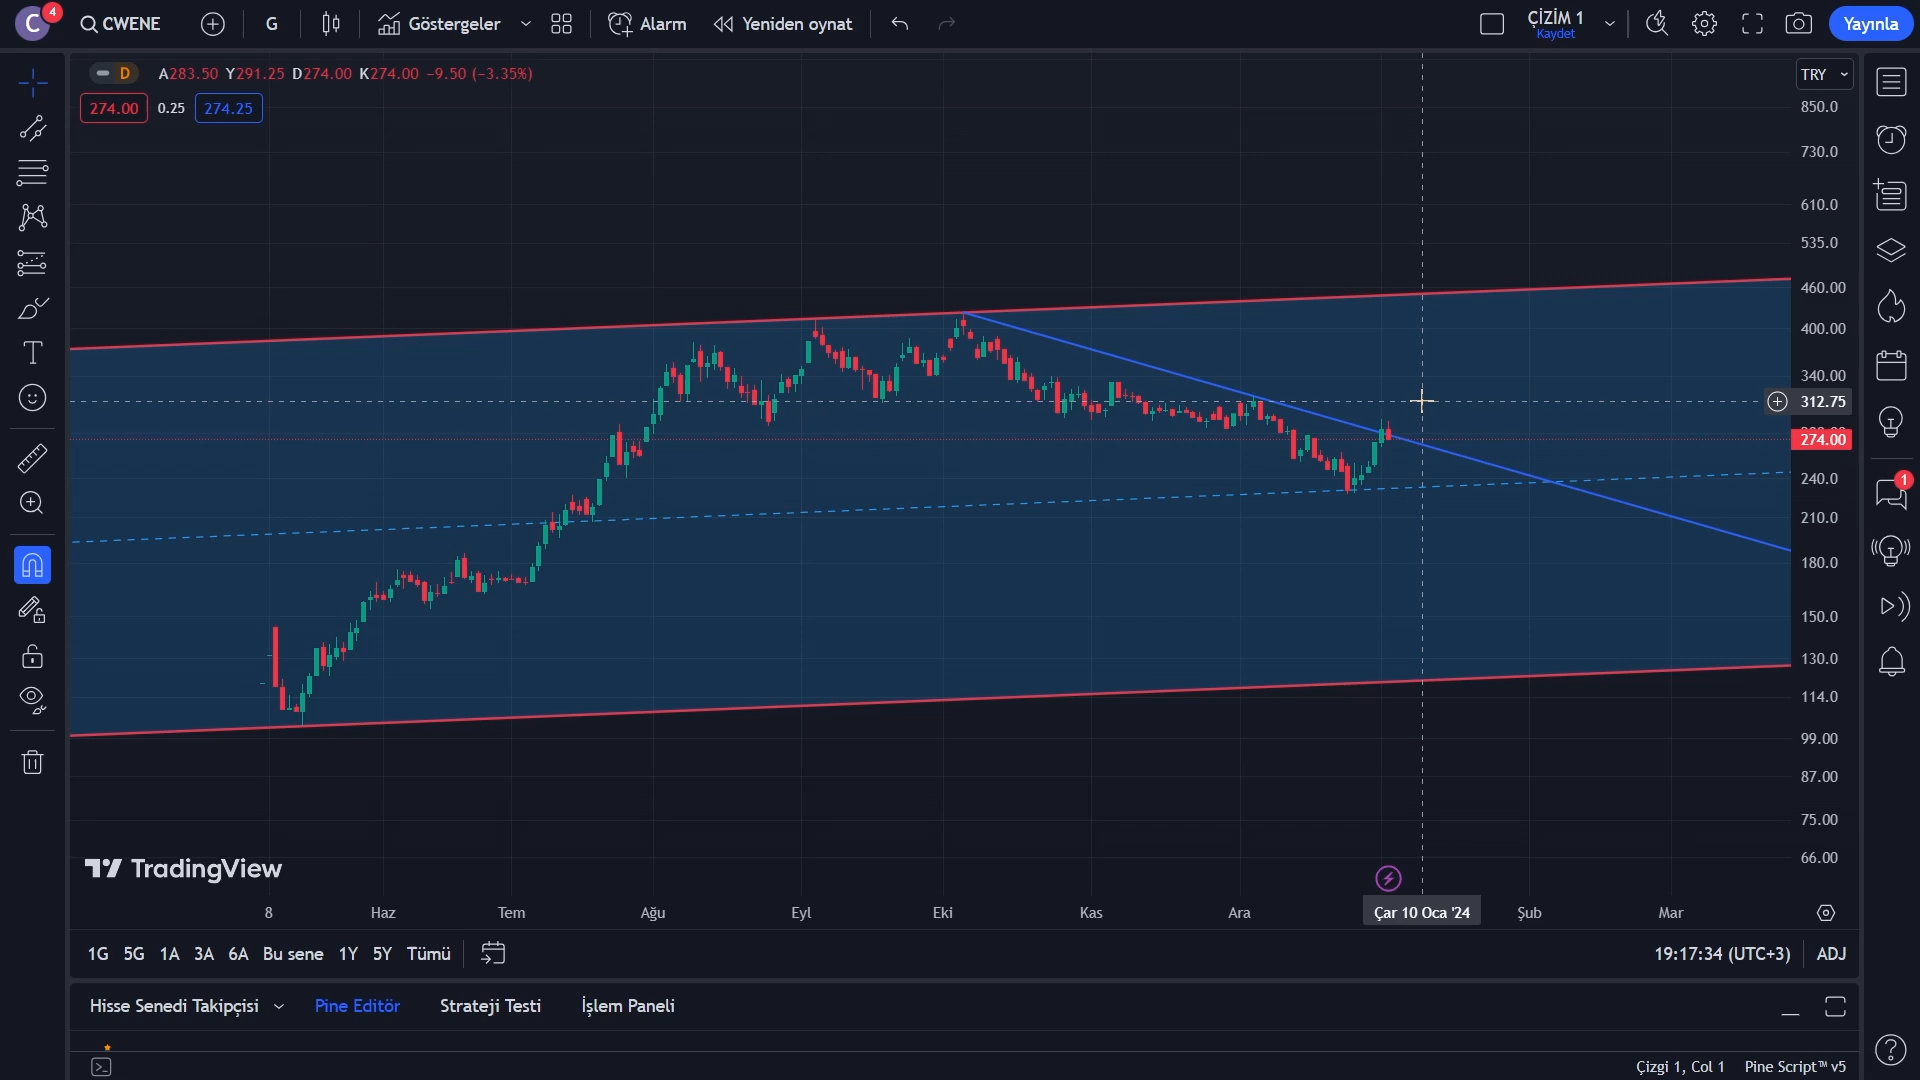 C 4 CWENE G Göstergeler Alarm Yeniden oynat ÇİZİM 1 Yayınla
Kaydet
D A283.50 Y291.25 D274.00 K274.00 −9.50 (−3.35%) TRY
274.00 0.25 274.25
850.0
730.0
610.0
535.0
460.00
400.00
340.00
312.75
274.00
240.0
1
210.0
180.0
150.0
130.0
114.0
99.00
87.00
75.00
66.00
TradingView
8 Haz Tem Ağu Eyl Eki Kas Ara Çar 10 Oca '24 Şub Mar
1G 5G 1A 3A 6A Bu sene 1Y 5Y Tümü 19:17:34 (UTC+3) ADJ
Hisse Senedi Takipçisi Pine Editör Strateji Testi İşlem Paneli
Çizgi 1, Col 1 Pine Script™ v5